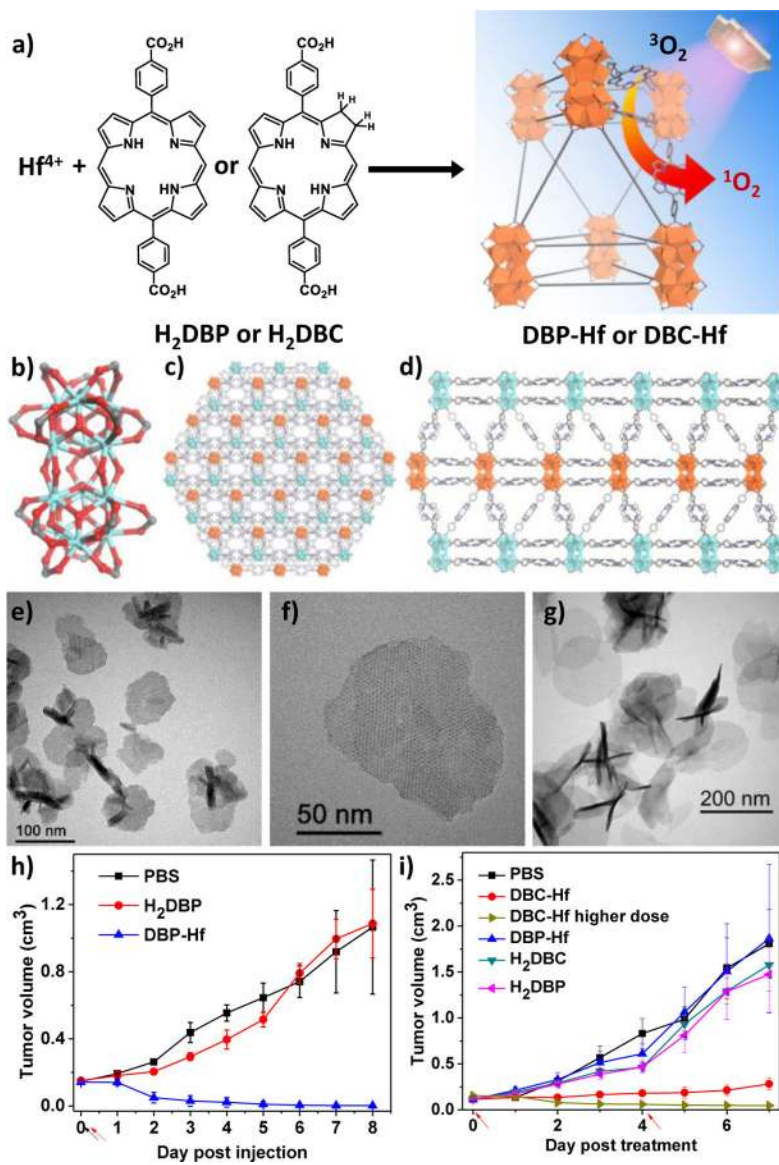 a)
CO₂H
CO₂H
H
H
H
H
NH
N
N
HN
NH
N
N
HN
Hf⁴⁺ +
or
CO₂H
CO₂H
³O₂
¹O₂
H₂DBP or H₂DBC
DBP-Hf or DBC-Hf
b)
c)
d)
e)
100 nm
f)
50 nm
g)
200 nm
h)
PBS
H₂DBP
DBP-Hf
Tumor volume (cm³)
1.2
0.8
0.4
0.0
0 1 2 3 4 5 6 7 8
Day post injection
i)
PBS
DBC-Hf
DBC-Hf higher dose
DBP-Hf
H₂DBC
H₂DBP
Tumor volume (cm³)
2.5
2.0
1.5
1.0
0.5
0.0
0 2 4 6
Day post treatment